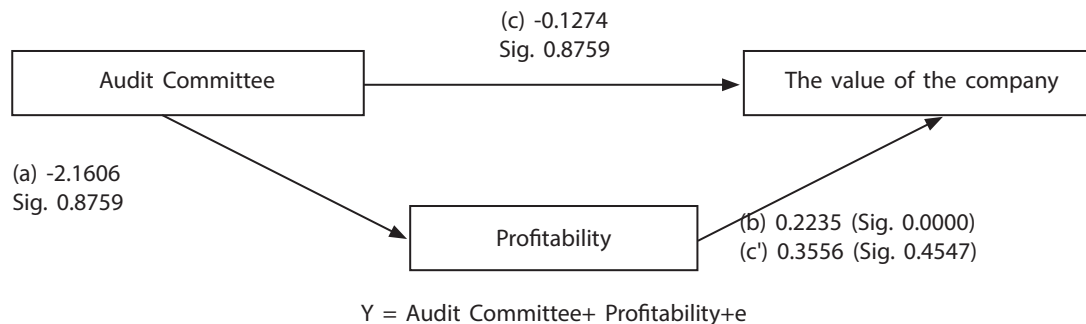 (c) -0.1274
Sig. 0.8759
Audit Committee
The value of the company
(a) -2.1606
Sig. 0.8759
Profitability
(b) 0.2235 (Sig. 0.0000)
(c') 0.3556 (Sig. 0.4547)
Y = Audit Committee+ Profitability+e